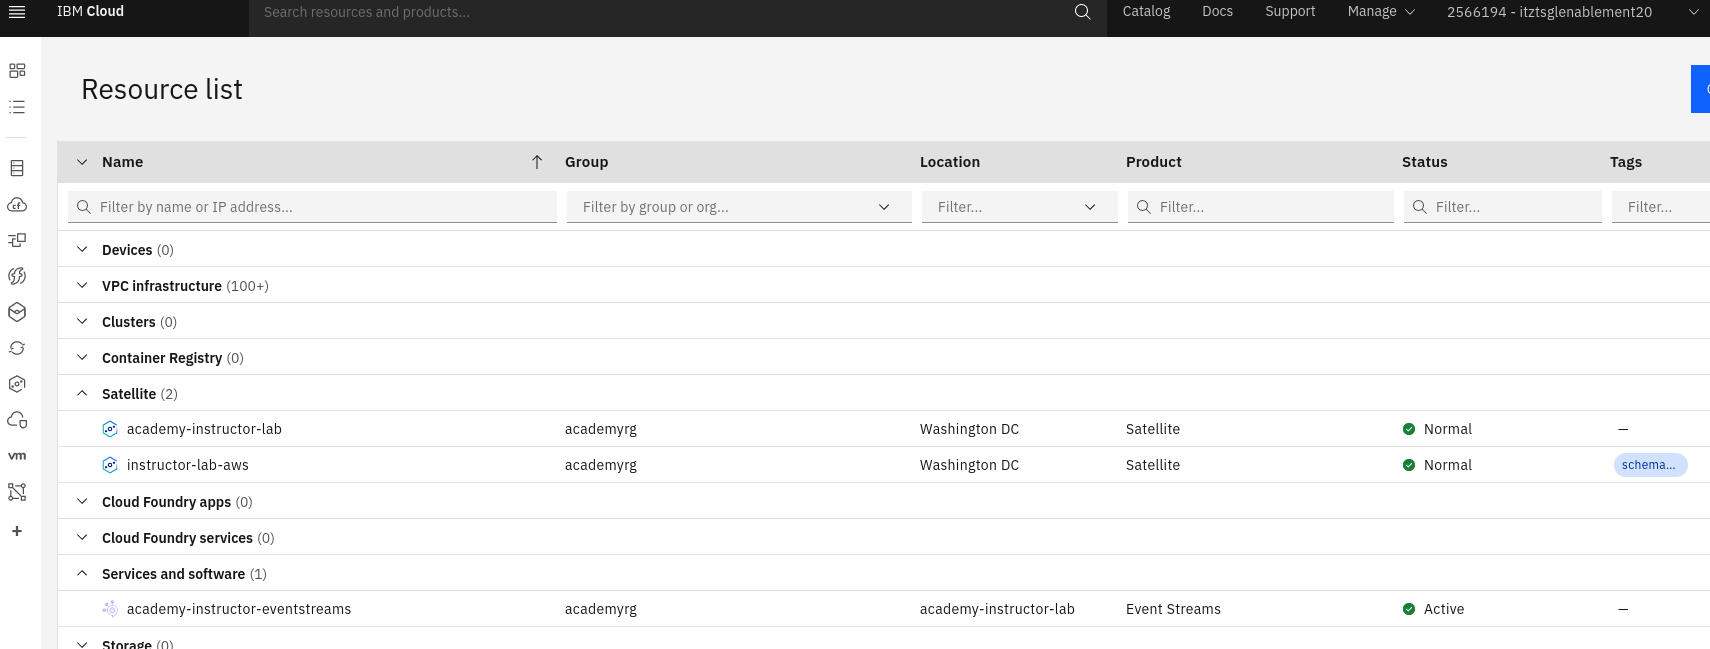 IBM Cloud Search resources and products... Catalog Docs Support Manage 2566194 - itztsglenablement20
Resource list
Name Group Location Product Status Tags
Filter by name or IP address... Filter by group or org... Filter... Filter... Filter... Filter...
Devices (0)
VPC infrastructure (100+)
Clusters (0)
Container Registry (0)
Satellite (2)
academy-instructor-lab academyrg Washington DC Satellite Normal —
instructor-lab-aws academyrg Washington DC Satellite Normal schema...
Cloud Foundry apps (0)
Cloud Foundry services (0)
Services and software (1)
academy-instructor-eventstreams academyrg academy-instructor-lab Event Streams Active —
Storage (0)
vm